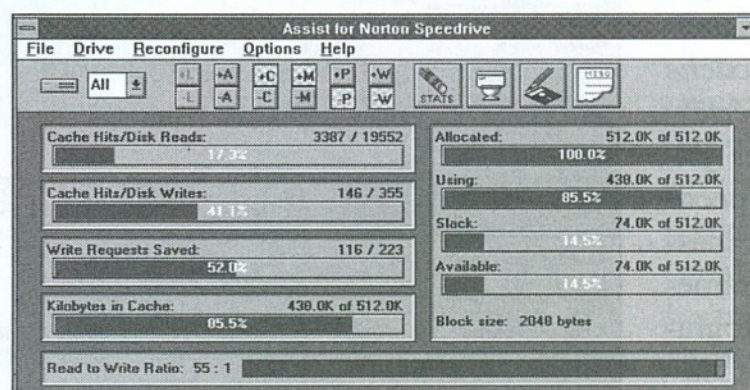 Assist for Norton Speedrive
File Drive Reconfigure Options Help
All +L +A +C +M +P +W
-L -A -C -M -P -W
STATS MISC
Cache Hits/Disk Reads: 3387 / 19552
17.3%
Cache Hits/Disk Writes: 146 / 355
41.1%
Write Requests Saved: 116 / 223
52.0%
Kilobytes in Cache: 438.0K of 512.0K
85.5%
Allocated: 512.0K of 512.0K
100.0%
Using: 438.0K of 512.0K
85.5%
Slack: 74.0K of 512.0K
14.5%
Available: 74.0K of 512.0K
14.5%
Block size: 2048 bytes
Read to Write Ratio: 55 : 1